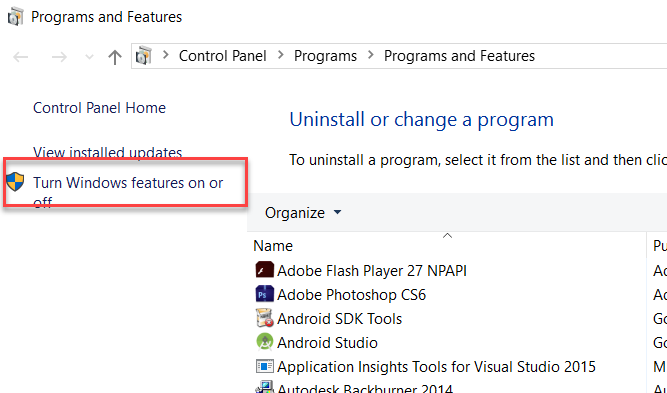 Programs and Features
Control Panel > Programs > Programs and Features
Control Panel Home
Uninstall or change a program
View installed updates
To uninstall a program, select it from the list and then clic
Turn Windows features on or
off
Organize
Name
Pu
Adobe Flash Player 27 NPAPI
Ad
Adobe Photoshop CS6
Ad
Android SDK Tools
Go
Android Studio
Go
Application Insights Tools for Visual Studio 2015
Mi
Autodesk Backburner 2014